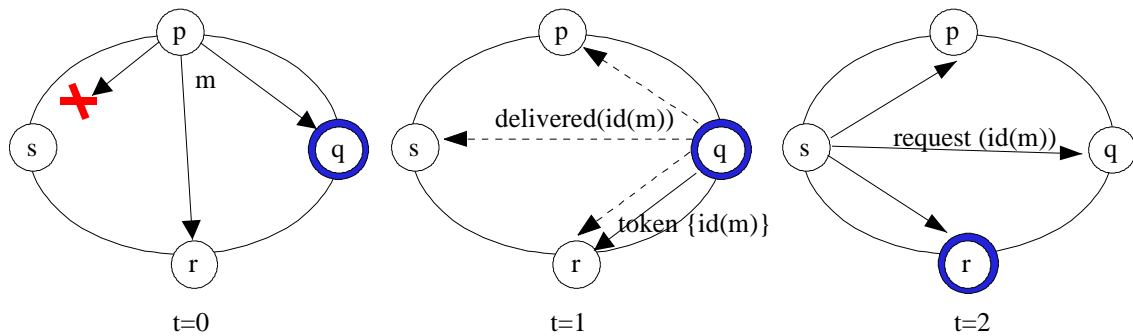 p
m
s
q
r
t=0
p
delivered(id(m))
s
q
token {id(m)}
r
t=1
p
s
request (id(m))
q
r
t=2